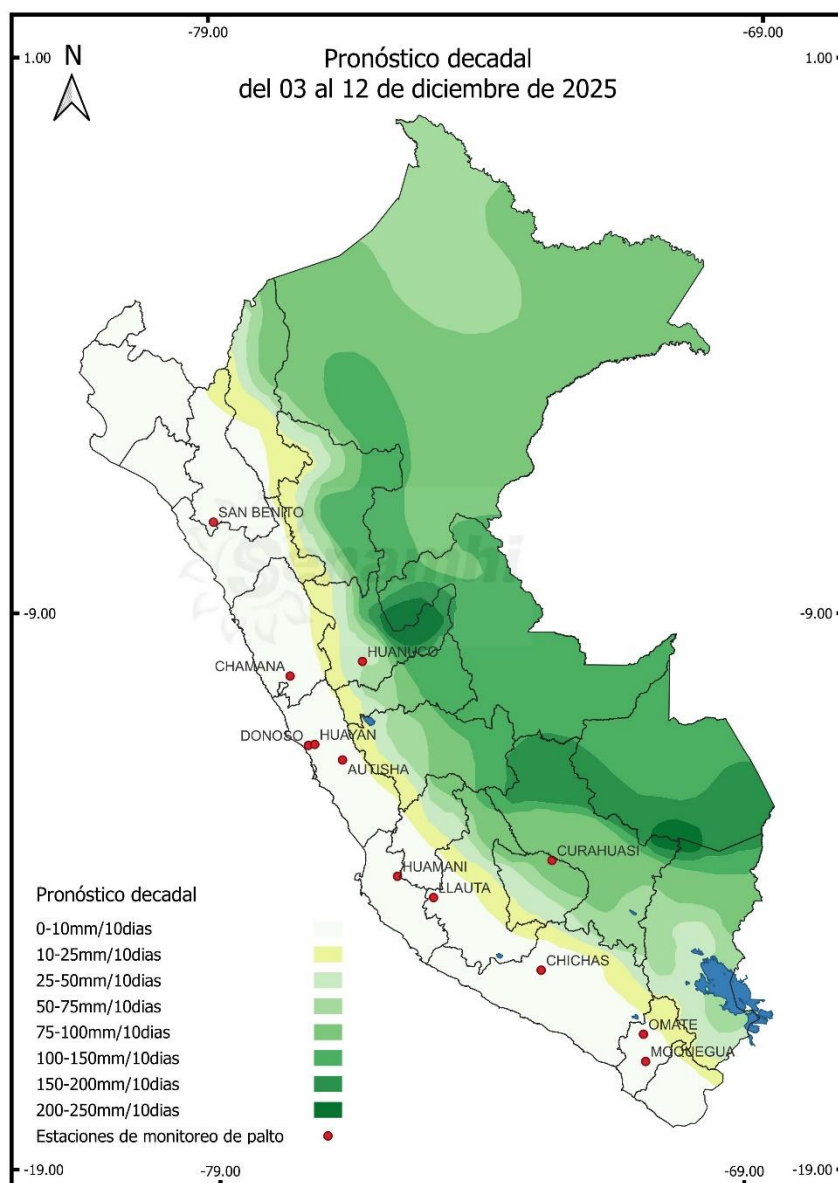 -79.00
-69.00
1.00
N
Pronóstico decadal
1.00
del 03 al 12 de diciembre de 2025
SAN BENITO
Senamhi
-9.00
-9.00
HUANUCO
CHAMANA
DONOSO
HUAYAN
AUTISHA
CURAHUASI
HUAMANI
LLAUTA
Pronóstico decadal
0-10mm/10dias
10-25mm/10dias
25-50mm/10dias
50-75mm/10dias
75-100mm/10dias
100-150mm/10dias
150-200mm/10dias
200-250mm/10dias
Estaciones de monitoreo de palto
CHICHAS
OMATE
MOQUEGUA
-19.00
-19.00
-79.00
-69.00